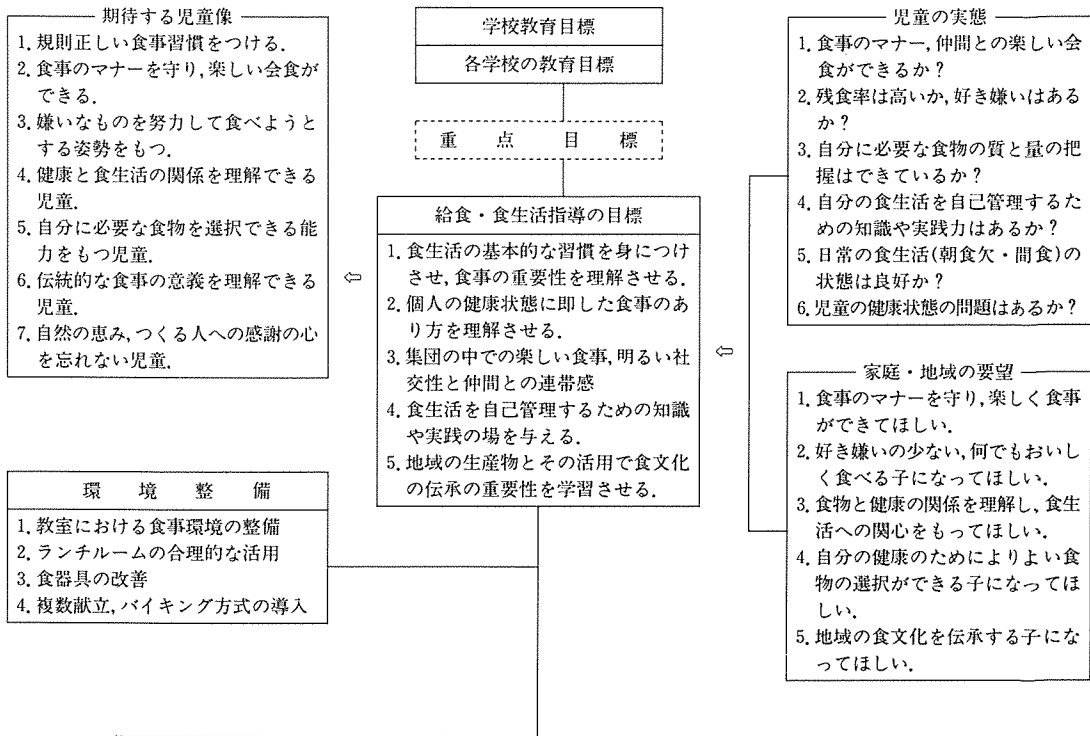 期待する児童像
1. 規則正しい食事習慣をつける.
2. 食事のマナーを守り, 楽しい会食が
できる.
3. 嫌いなものを努力して食べようと
する姿勢をもつ.
4. 健康と食生活の関係を理解できる
児童.
5. 自分に必要な食物を選択できる能
力をもつ児童.
6. 伝統的な食事の意義を理解できる
児童.
7. 自然の恵み, つくる人への感謝の心
を忘れない児童.
学校教育目標
各学校の教育目標
重点目標
給食・食生活指導の目標
1. 食生活の基本的な習慣を身につけ
させ, 食事の重要性を理解させる.
2. 個人の健康状態に即した食事のあ
り方を理解させる.
3. 集団の中での楽しい食事, 明るい社
交性と仲間との連帯感
4. 食生活を自己管理するための知識
や実践の場を与える.
5. 地域の生産物とその活用で食文化
の伝承の重要性を学習させる.
児童の実態
1. 食事のマナー, 仲間との楽しい会
食ができるか?
2. 残食率は高いか, 好き嫌いはある
か?
3. 自分に必要な食物の質と量の把
握はできているか?
4. 自分の食生活を自己管理するた
めの知識や実践力はあるか?
5. 日常の食生活(朝食欠・間食)の
状態は良好か?
6. 児童の健康状態の問題はあるか?
家庭・地域の要望
1. 食事のマナーを守り, 楽しく食事
ができてほしい.
2. 好き嫌いの少ない, 何でもおいし
く食べる子になってほしい.
3. 食物と健康の関係を理解し, 食生
活への関心をもってほしい.
4. 自分の健康のためによりよい食
物の選択ができる子になってほ
しい.
5. 地域の食文化を伝承する子にな
ってほしい.
環境整備
1. 教室における食事環境の整備
2. ランチルームの合理的な活用
3. 食器具の改善
4. 複数献立, バイキング方式の導入